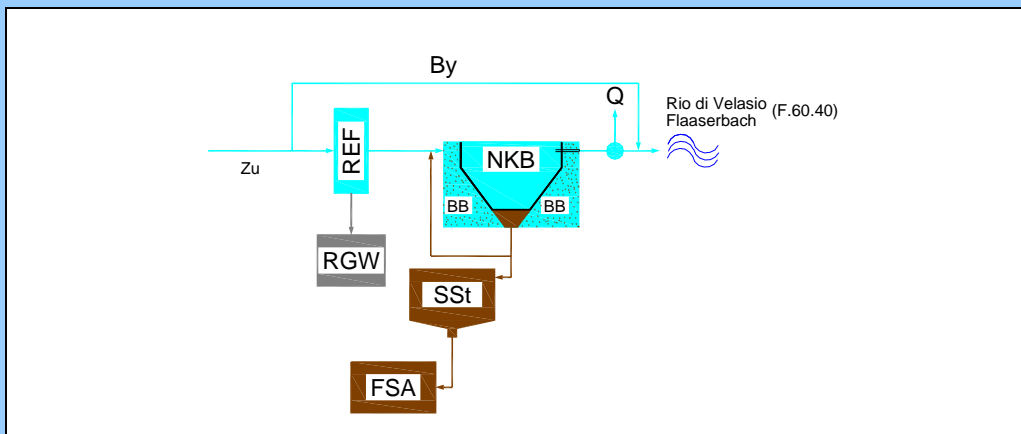 By
Q
Rio di Velasio
Flaaserbach
(F.60.40)
Zu
REF
NKB
BB
BB
RGW
SSt
FSA